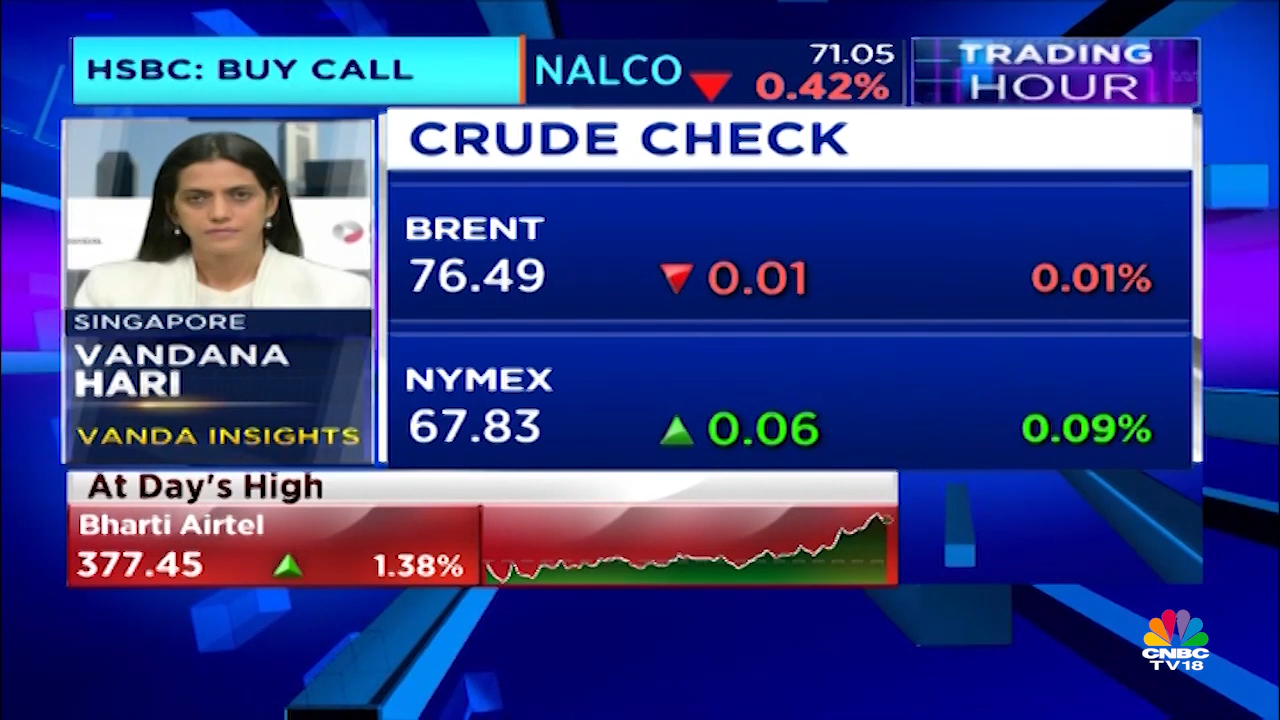 HSBC: BUY CALL
NALCO
71.05
0.42%
TRADING
HOUR
CRUDE CHECK
BRENT
76.49 0.01 0.01%
NYMEX
67.83 0.06 0.09%
SINGAPORE
VANDANA
HARI
VANDA INSIGHTS
At Day's High
Bharti Airtel
377.45 1.38%
CNBC
TV18